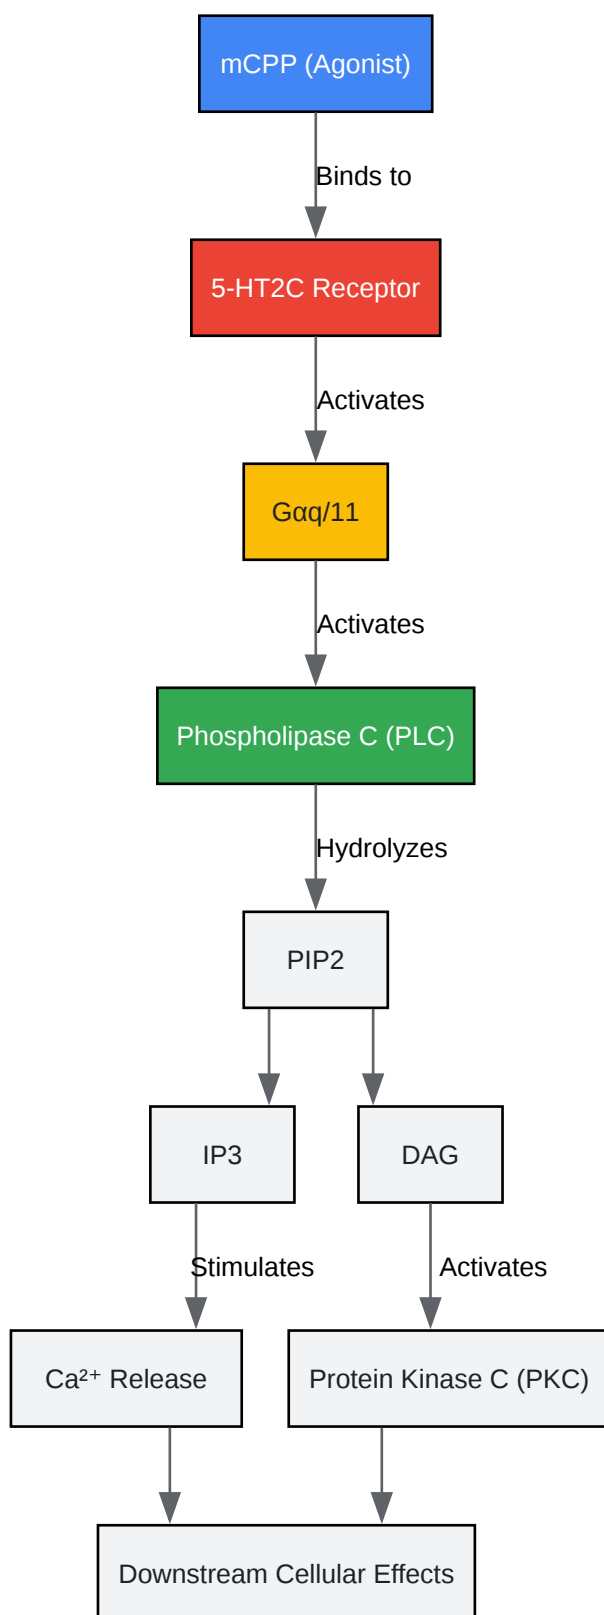 mCPP (Agonist)
Binds to
5-HT2C Receptor
Activates
Gαq/11
Activates
Phospholipase C (PLC)
Hydrolyzes
PIP2
IP3
DAG
Stimulates
Activates
Ca²⁺ Release
Protein Kinase C (PKC)
Downstream Cellular Effects